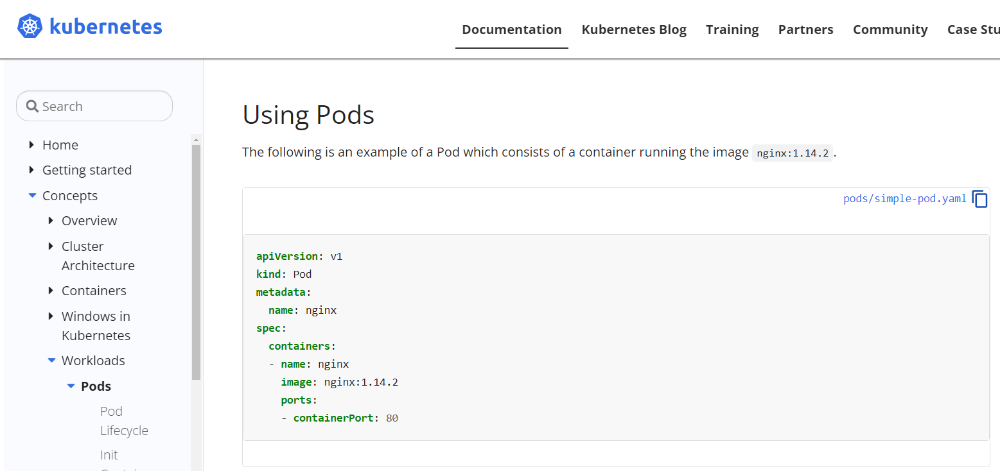 kubernetes
Documentation Kubernetes Blog Training Partners Community Case Stu
Search
Home
Getting started
Concepts
Overview
Cluster
Architecture
Containers
Windows in
Kubernetes
Workloads
Pods
Pod
Lifecycle
Init
Using Pods
The following is an example of a Pod which consists of a container running the image nginx:1.14.2.
pods/simple-pod.yaml
apiVersion: v1
kind: Pod
metadata:
  name: nginx
spec:
  containers:
  - name: nginx
    image: nginx:1.14.2
    ports:
    - containerPort: 80